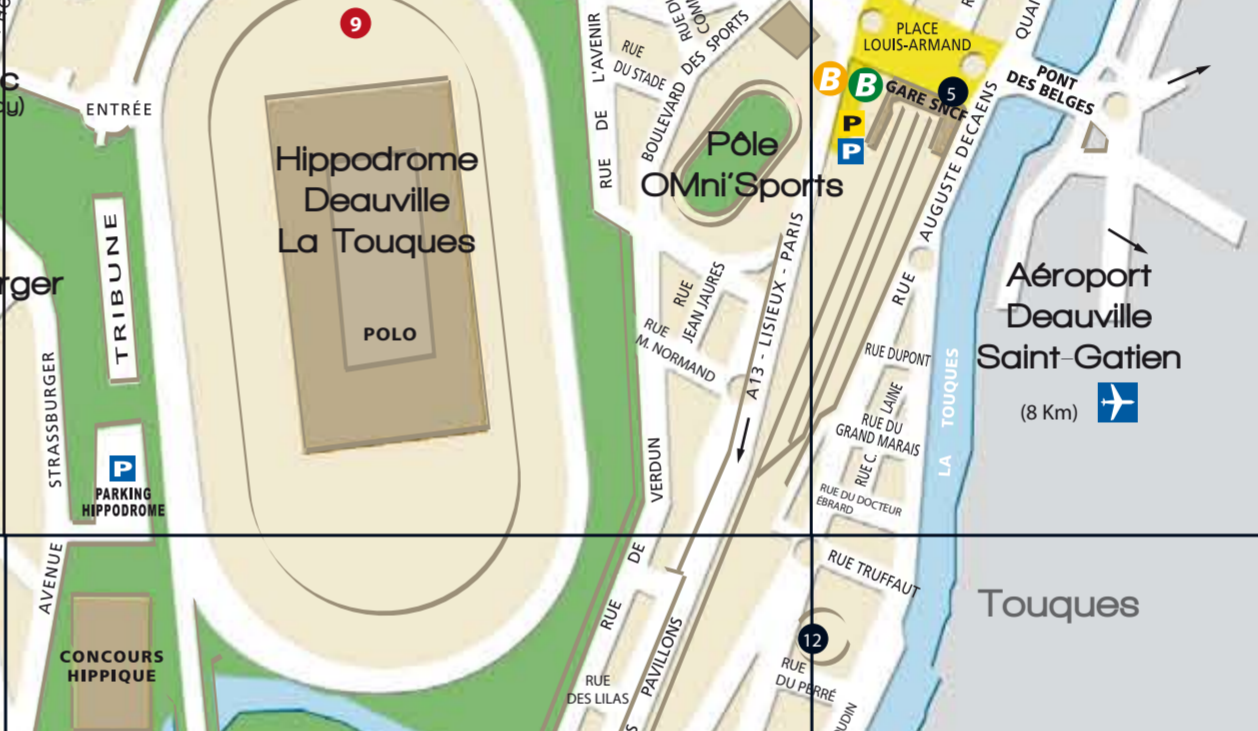 9
ENTRÉE
Hippodrome
Deauville
La Touques
POLO
TRIBUNE
STRASSBURGER
P
PARKING
HIPPODROME
AVENUE
CONCOURS
HIPPIQUE
RUE DE L'AVENIR
RUE
DU STADE
BOULEVARD DES SPORTS
Pôle
OMni'Sports
PLACE
LOUIS-ARMAND
B
B
GARE SNCF
5
P
P
QUAI
PONT
DES BELGES
RUE AUGUSTE DECAENS
A13 - LISIEUX - PARIS
RUE
JEAN JAURES
RUE
M. NORMAND
RUE DE VERDUN
RUE DUPONT
RUE C. LAINE
RUE DU
GRAND MARAIS
RUE DU DOCTEUR
ÉBRARD
LA TOUQUES
Aéroport
Deauville
Saint-Gatien
(8 Km)
RUE TRUFFAUT
Touques
12
RUE
DU PERRÉ
RUE
DES LILAS
PAVILLONS